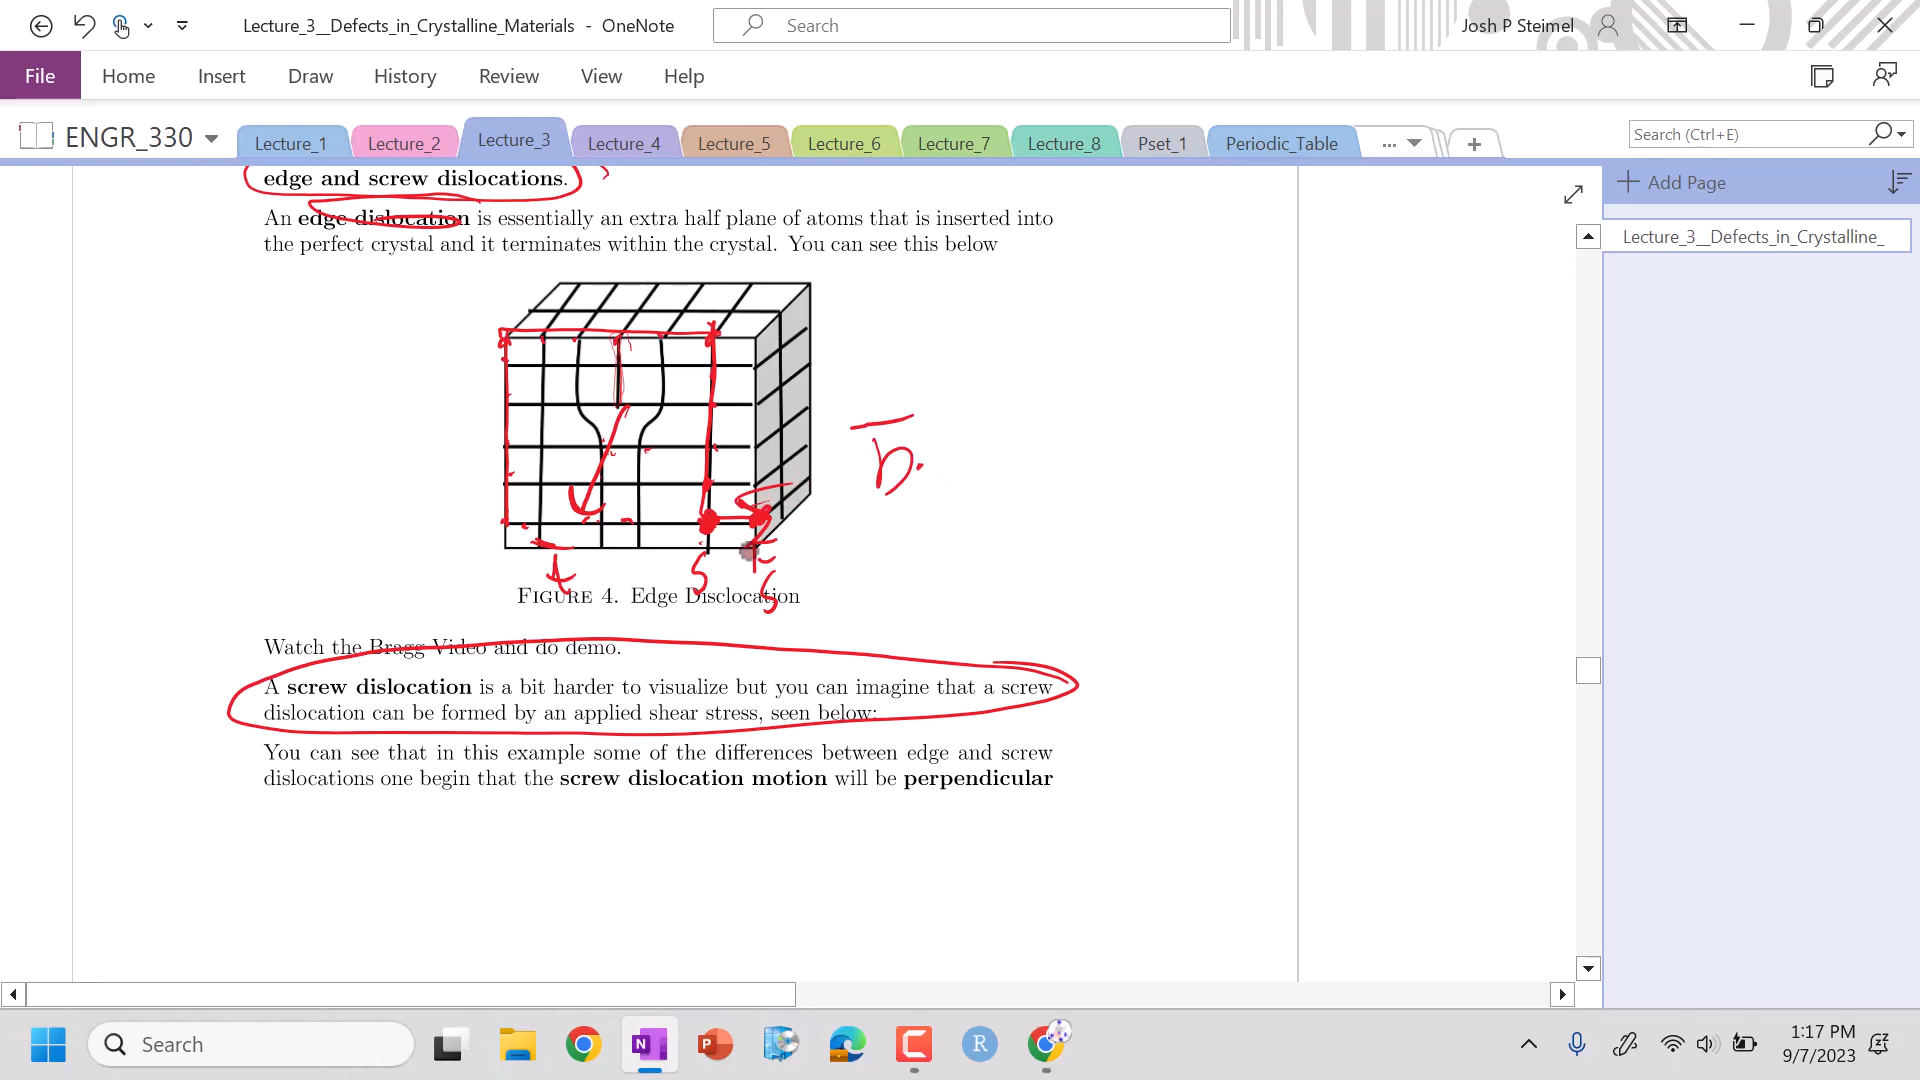 Lecture_3__Defects_in_Crystalline_Materials - OneNote
Search
Josh P Steimel
File Home Insert Draw History Review View Help
ENGR_330
Lecture_1 Lecture_2 Lecture_3 Lecture_4 Lecture_5 Lecture_6 Lecture_7 Lecture_8 Pset_1 Periodic_Table ...
Search (Ctrl+E)
Add Page
Lecture_3__Defects_in_Crystalline_
edge and screw dislocations.
An edge dislocation is essentially an extra half plane of atoms that is inserted into
the perfect crystal and it terminates within the crystal. You can see this below
b
t
s
FIGURE 4. Edge Disclocation
Watch the Bragg Video and do demo.
A screw dislocation is a bit harder to visualize but you can imagine that a screw
dislocation can be formed by an applied shear stress, seen below:
You can see that in this example some of the differences between edge and screw
dislocations one begin that the screw dislocation motion will be perpendicular
Search
1:17 PM
9/7/2023